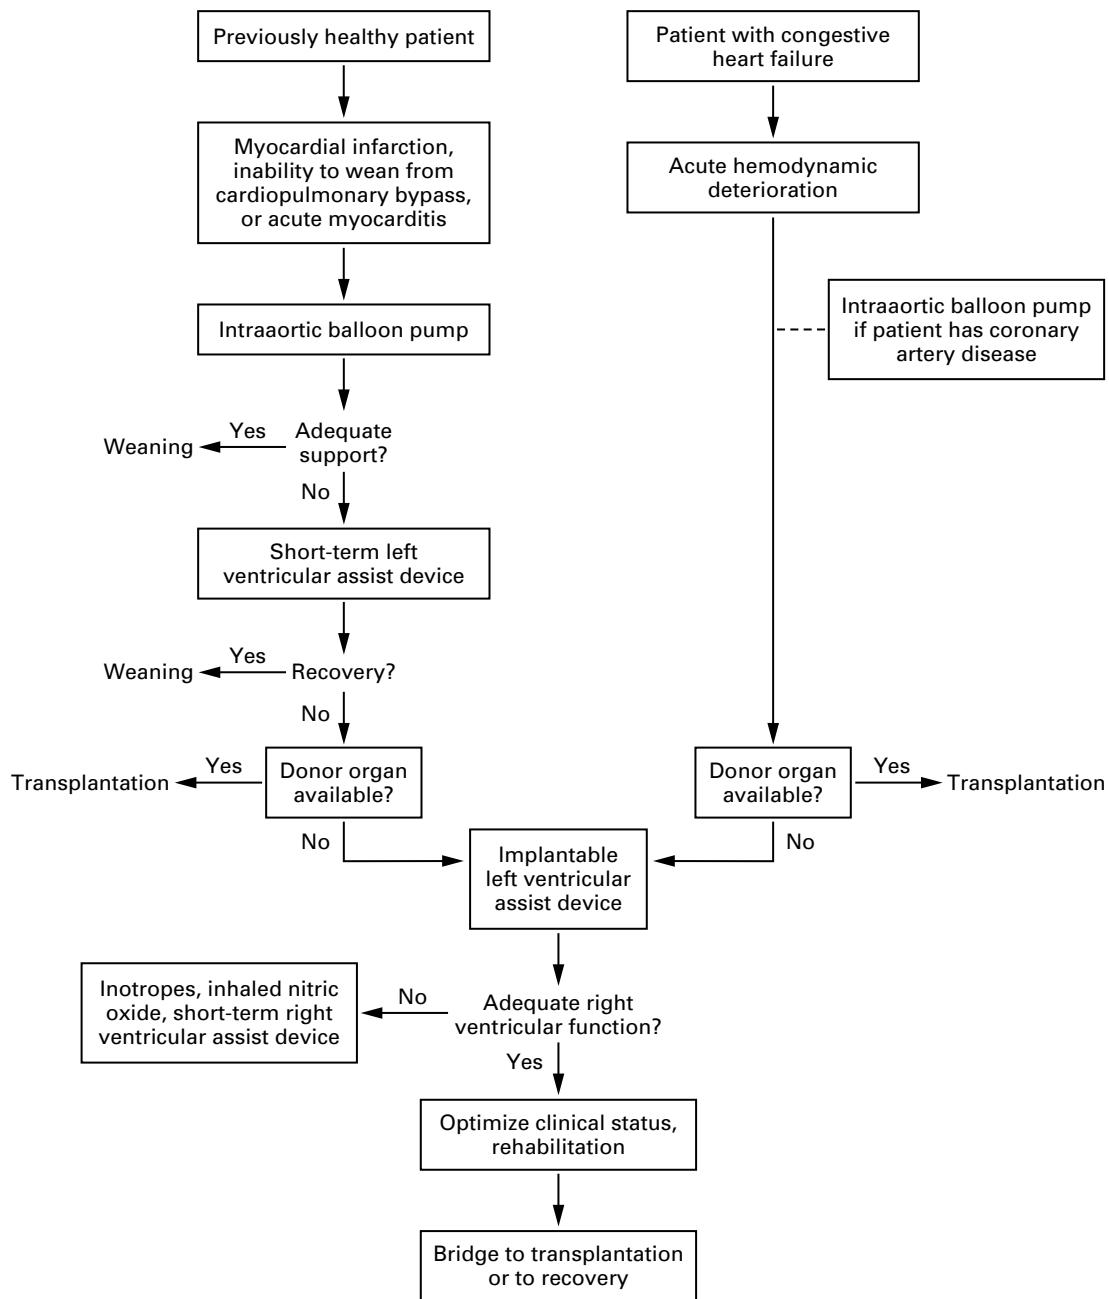 Previously healthy patient
Patient with congestive
heart failure
Myocardial infarction,
inability to wean from
cardiopulmonary bypass,
or acute myocarditis
Acute hemodynamic
deterioration
Intraaortic balloon pump
Intraaortic balloon pump
if patient has coronary
artery disease
Adequate
support?
Yes
Weaning
No
Short-term left
ventricular assist device
Recovery?
Yes
Weaning
No
Donor organ
available?
Yes
Transplantation
No
Donor organ
available?
Yes
Transplantation
No
Implantable
left ventricular
assist device
Adequate right
ventricular function?
No
Inotropes, inhaled nitric
oxide, short-term right
ventricular assist device
Yes
Optimize clinical status,
rehabilitation
Bridge to transplantation
or to recovery